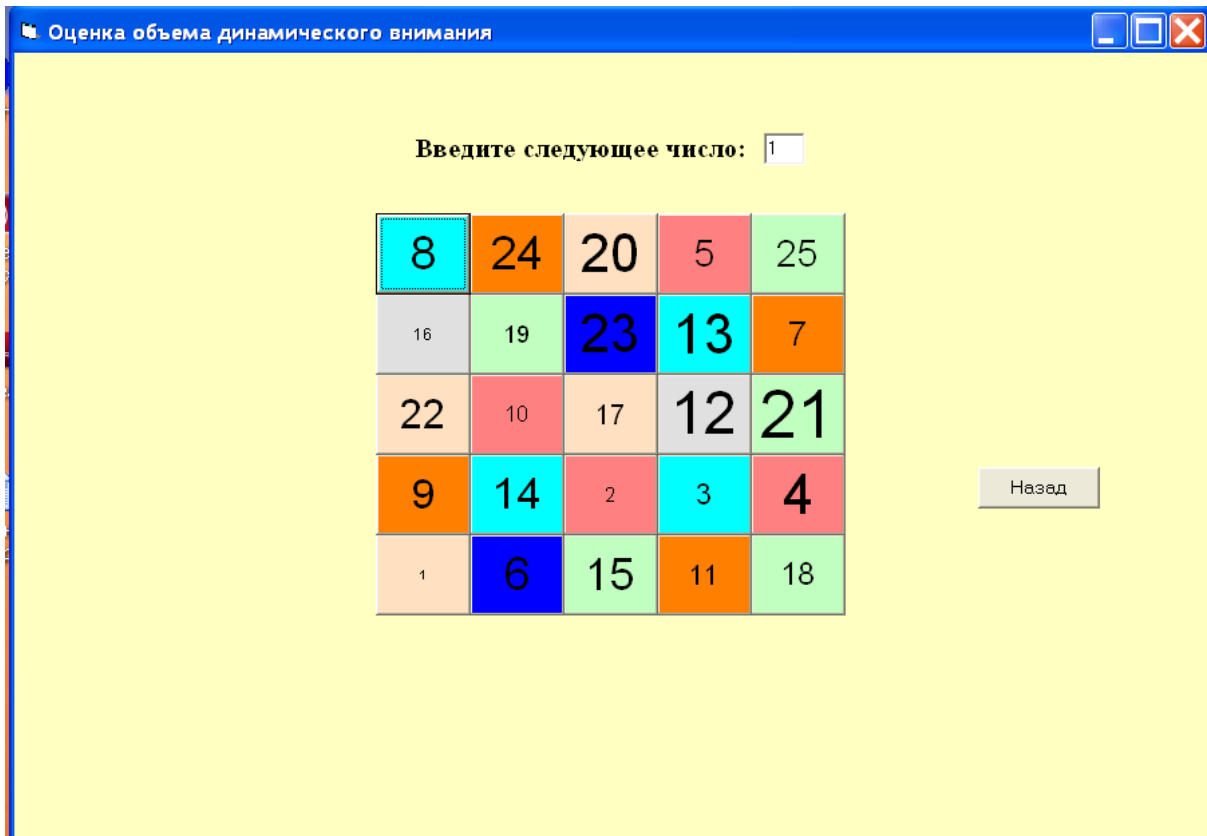 Оценка объема динамического внимания
Введите следующее число: 1
8 24 20 5 25
16 19 23 13 7
22 10 17 12 21
9 14 2 3 4
Назад
1 6 15 11 18